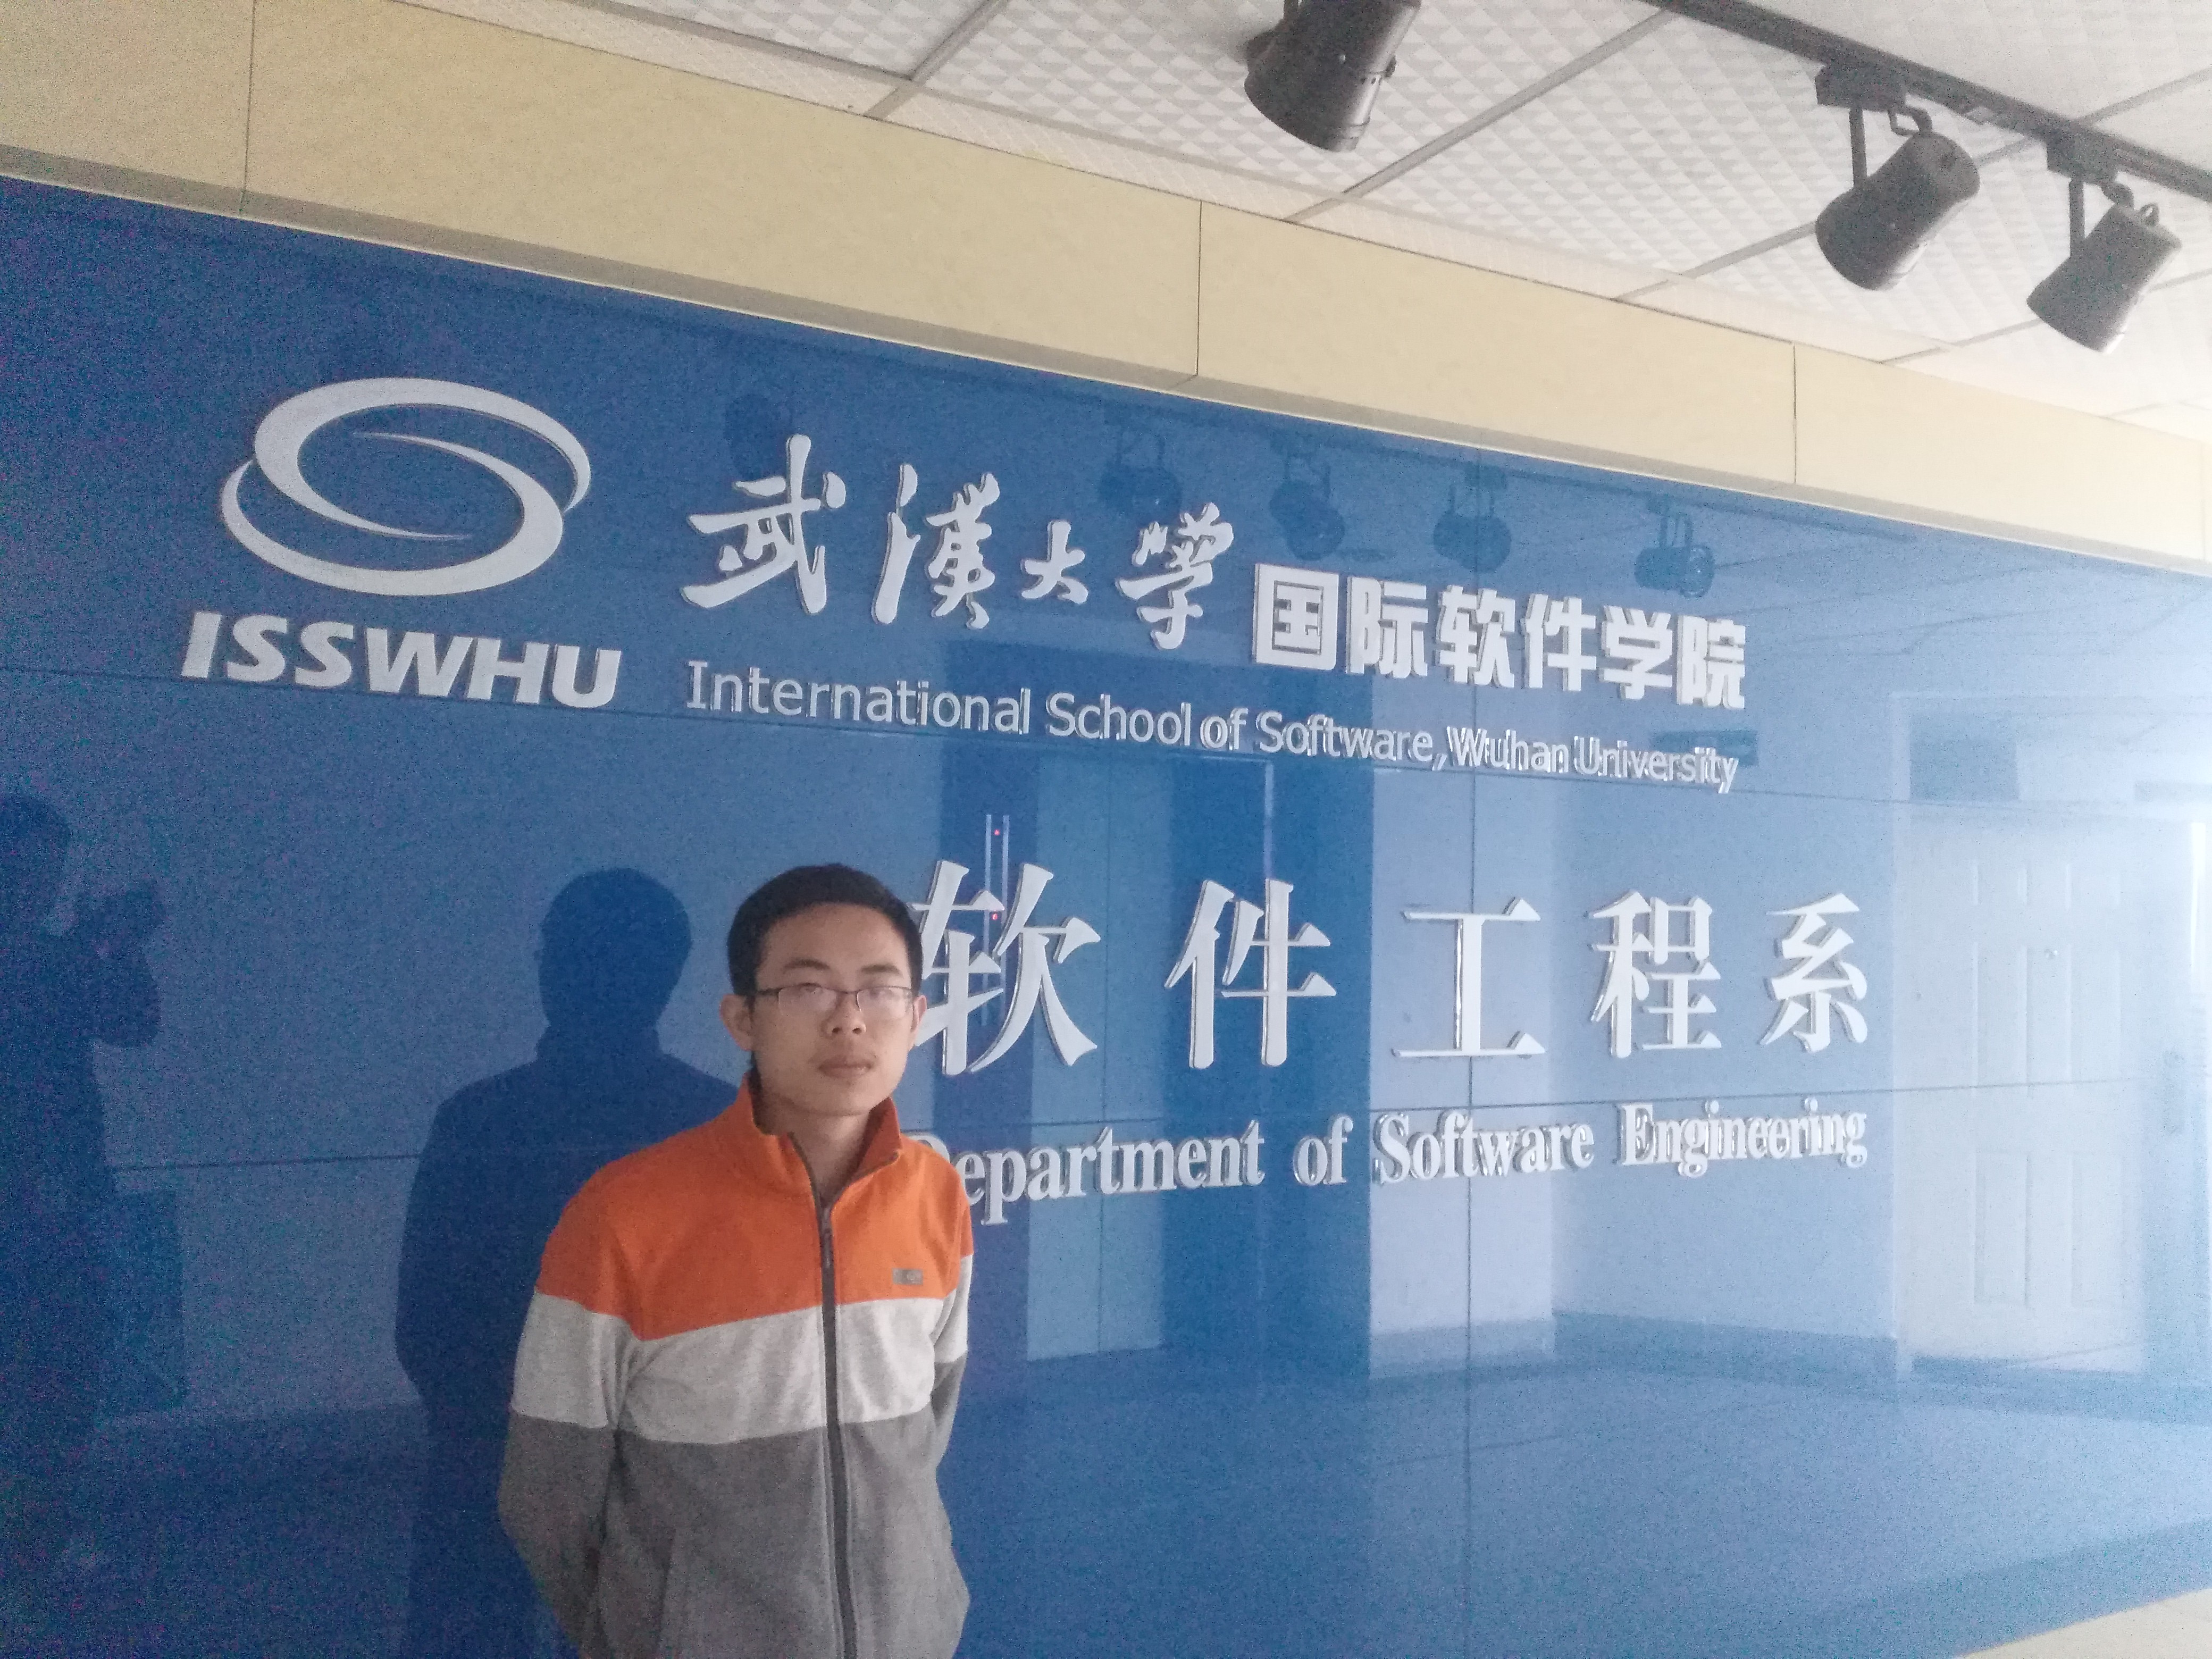 ISSWHU
武漢大學国际软件学院
International School of Software, Wuhan University
软件工程系
Department of Software Engineering